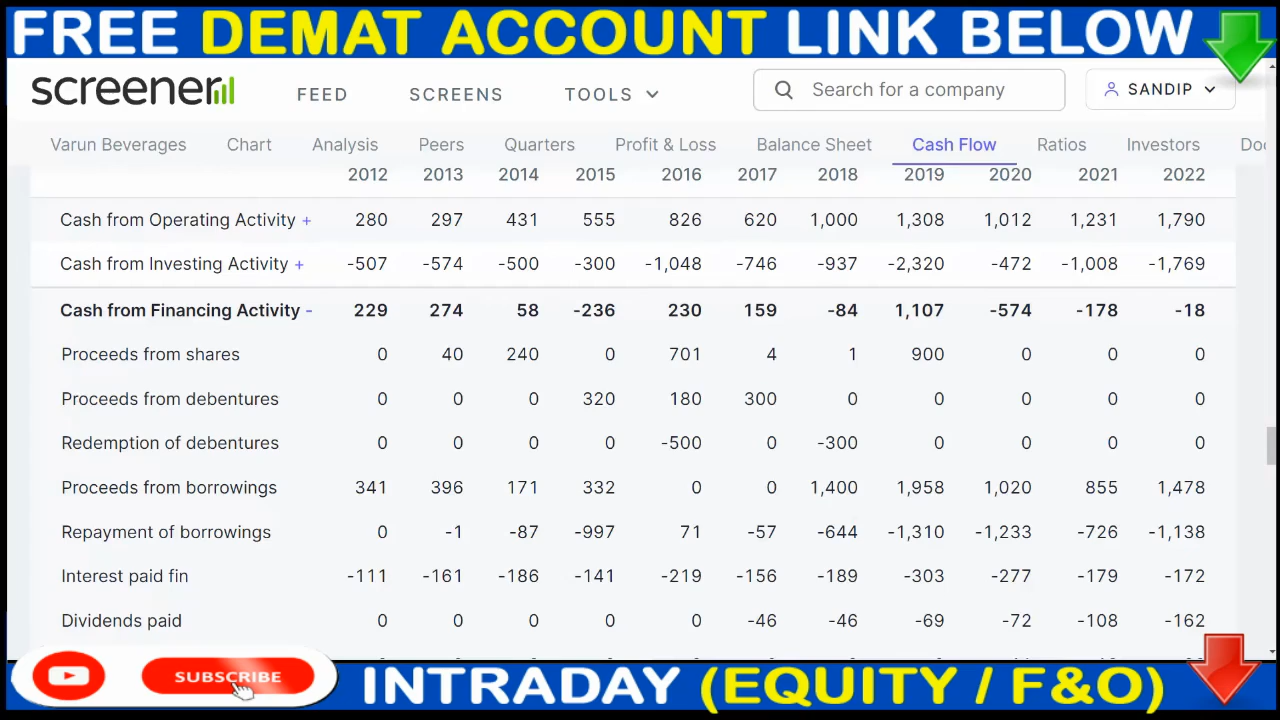 FREE DEMAT ACCOUNT LINK BELOW
screener FEED SCREENS TOOLS Search for a company SANDIP
Varun Beverages Chart Analysis Peers Quarters Profit & Loss Balance Sheet Cash Flow Ratios Investors Doc
2012 2013 2014 2015 2016 2017 2018 2019 2020 2021 2022
Cash from Operating Activity + 280 297 431 555 826 620 1,000 1,308 1,012 1,231 1,790
Cash from Investing Activity + -507 -574 -500 -300 -1,048 -746 -937 -2,320 -472 -1,008 -1,769
Cash from Financing Activity - 229 274 58 -236 230 159 -84 1,107 -574 -178 -18
Proceeds from shares 0 40 240 0 701 4 1 900 0 0 0
Proceeds from debentures 0 0 0 320 180 300 0 0 0 0 0
Redemption of debentures 0 0 0 0 -500 0 -300 0 0 0 0
Proceeds from borrowings 341 396 171 332 0 0 1,400 1,958 1,020 855 1,478
Repayment of borrowings 0 -1 -87 -997 71 -57 -644 -1,310 -1,233 -726 -1,138
Interest paid fin -111 -161 -186 -141 -219 -156 -189 -303 -277 -179 -172
Dividends paid 0 0 0 0 0 -46 -46 -69 -72 -108 -162
SUBSCRIBE INTRADAY (EQUITY / F&O)